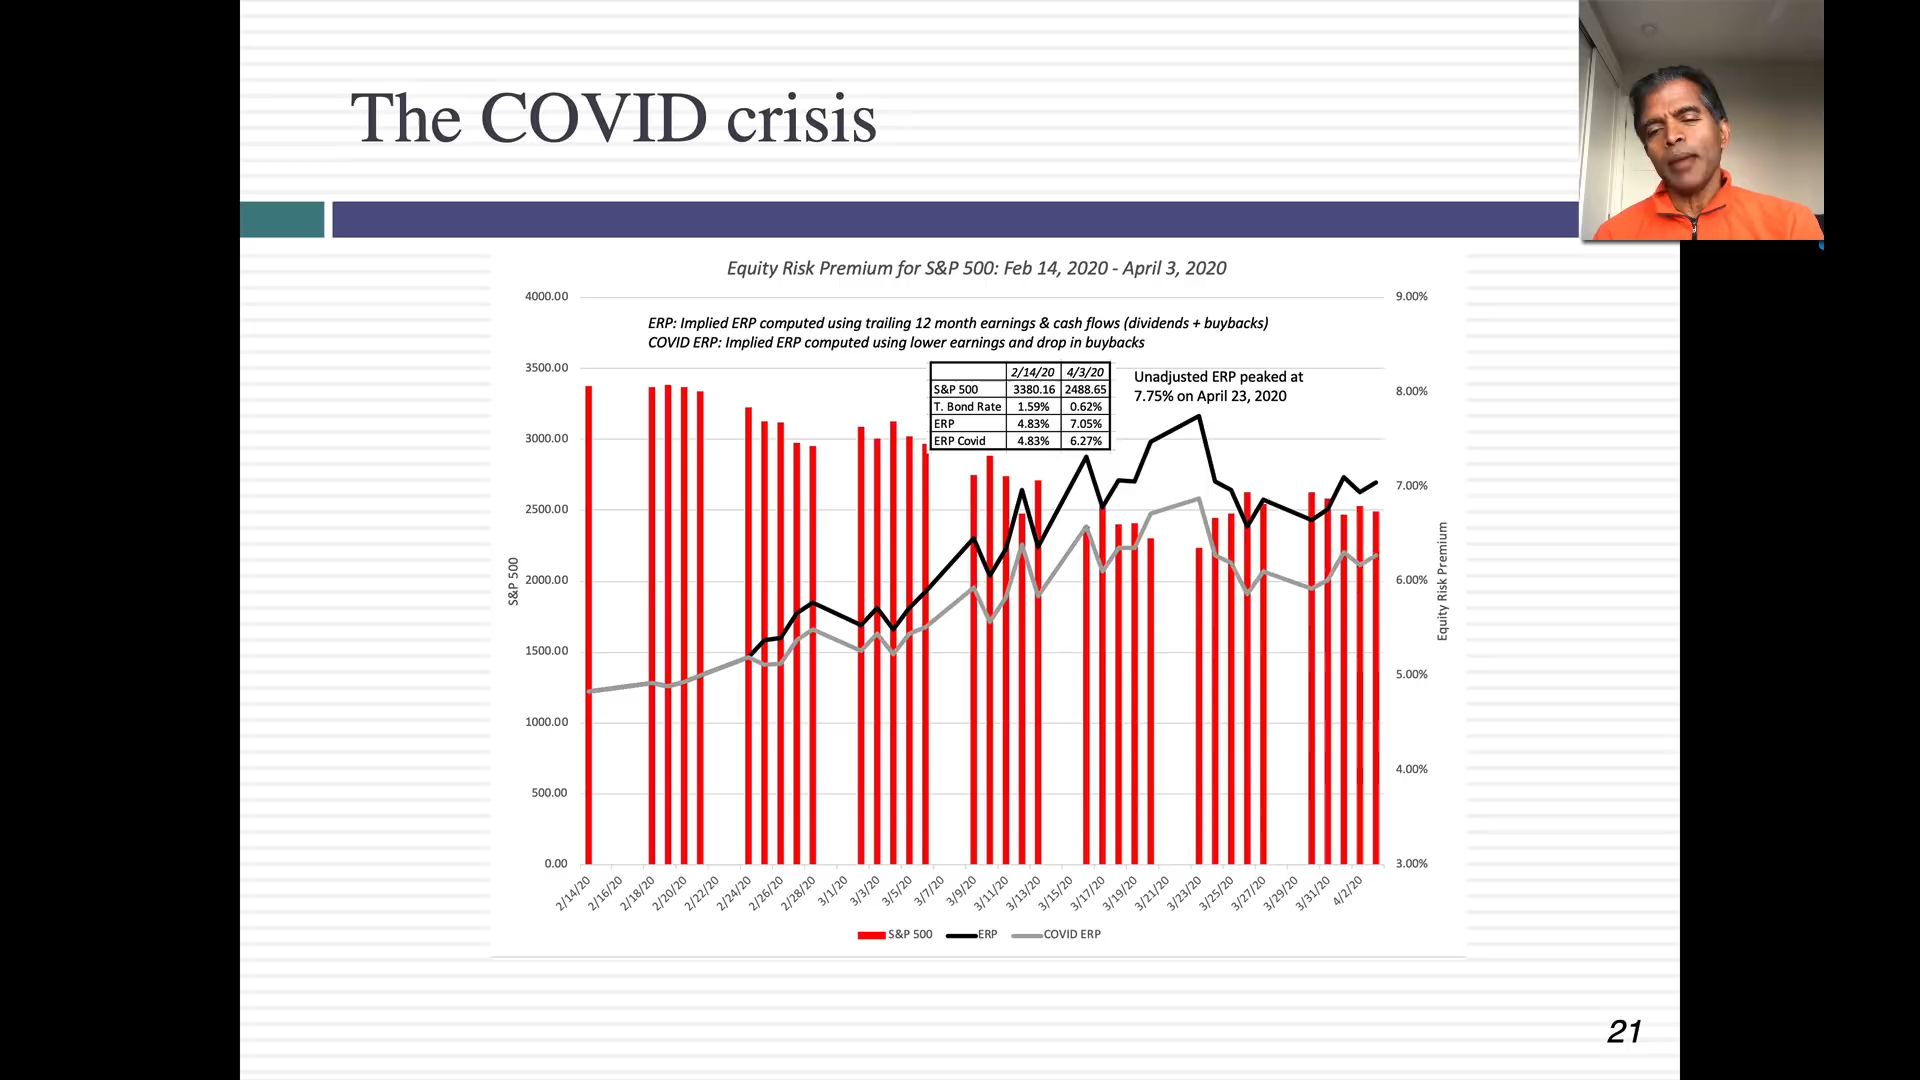 The COVID crisis
Equity Risk Premium for S&P 500: Feb 14, 2020 - April 3, 2020
ERP: Implied ERP computed using trailing 12 month earnings & cash flows (dividends + buybacks)
COVID ERP: Implied ERP computed using lower earnings and drop in buybacks
2/14/20 4/3/20
S&P 500 3380.16 2488.65
T. Bond Rate 1.59% 0.62%
ERP 4.83% 7.05%
ERP Covid 4.83% 6.27%
Unadjusted ERP peaked at
7.75% on April 23, 2020
4000.00
3500.00
3000.00
2500.00
2000.00
1500.00
1000.00
500.00
0.00
S&P 500
9.00%
8.00%
7.00%
6.00%
5.00%
4.00%
3.00%
Equity Risk Premium
2/14/20 2/16/20 2/18/20 2/20/20 2/22/20 2/24/20 2/26/20 2/28/20 3/1/20 3/3/20 3/5/20 3/7/20 3/9/20 3/11/20 3/13/20 3/15/20 3/17/20 3/19/20 3/21/20 3/23/20 3/25/20 3/27/20 3/29/20 3/31/20 4/2/20
S&P 500 ERP COVID ERP
21